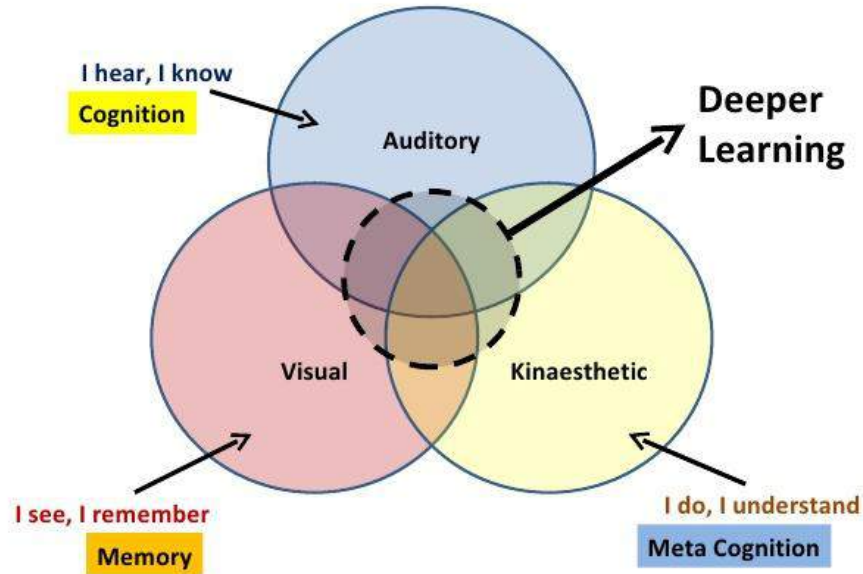 I hear, I know
Cognition
Auditory
Deeper
Learning
Visual
Kinaesthetic
I see, I remember
Memory
I do, I understand
Meta Cognition